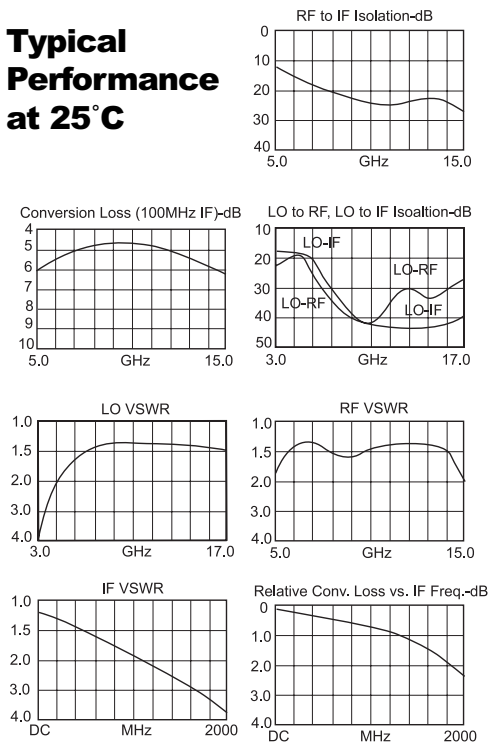 Typical
Performance
at 25°C
RF to IF Isolation-dB
0
10
20
30
40
5.0 GHz 15.0
Conversion Loss (100MHz IF)-dB
4
5
6
7
8
9
10
5.0 GHz 15.0
LO to RF, LO to IF Isoaltion-dB
10
20
30
40
50
LO-IF
LO-RF
LO-RF
LO-IF
3.0 GHz 17.0
LO VSWR
1.0
1.5
2.0
3.0
4.0
3.0 GHz 17.0
RF VSWR
1.0
1.5
2.0
3.0
4.0
5.0 GHz 15.0
IF VSWR
1.0
1.5
2.0
3.0
4.0
DC MHz 2000
Relative Conv. Loss vs. IF Freq.-dB
0
1.0
2.0
3.0
4.0
DC MHz 2000